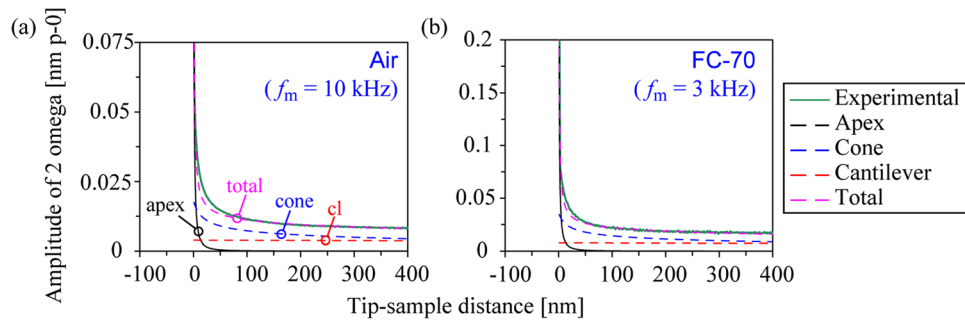 (a)
Amplitude of 2 omega [nm p-0]
0.075
0.05
0.025
0
Air
( fm = 10 kHz)
apex
total
cone
cl
-100 0 100 200 300 400
(b)
0.2
0.15
0.1
0.05
0
FC-70
( fm = 3 kHz)
-100 0 100 200 300 400
Tip-sample distance [nm]
Experimental
Apex
Cone
Cantilever
Total